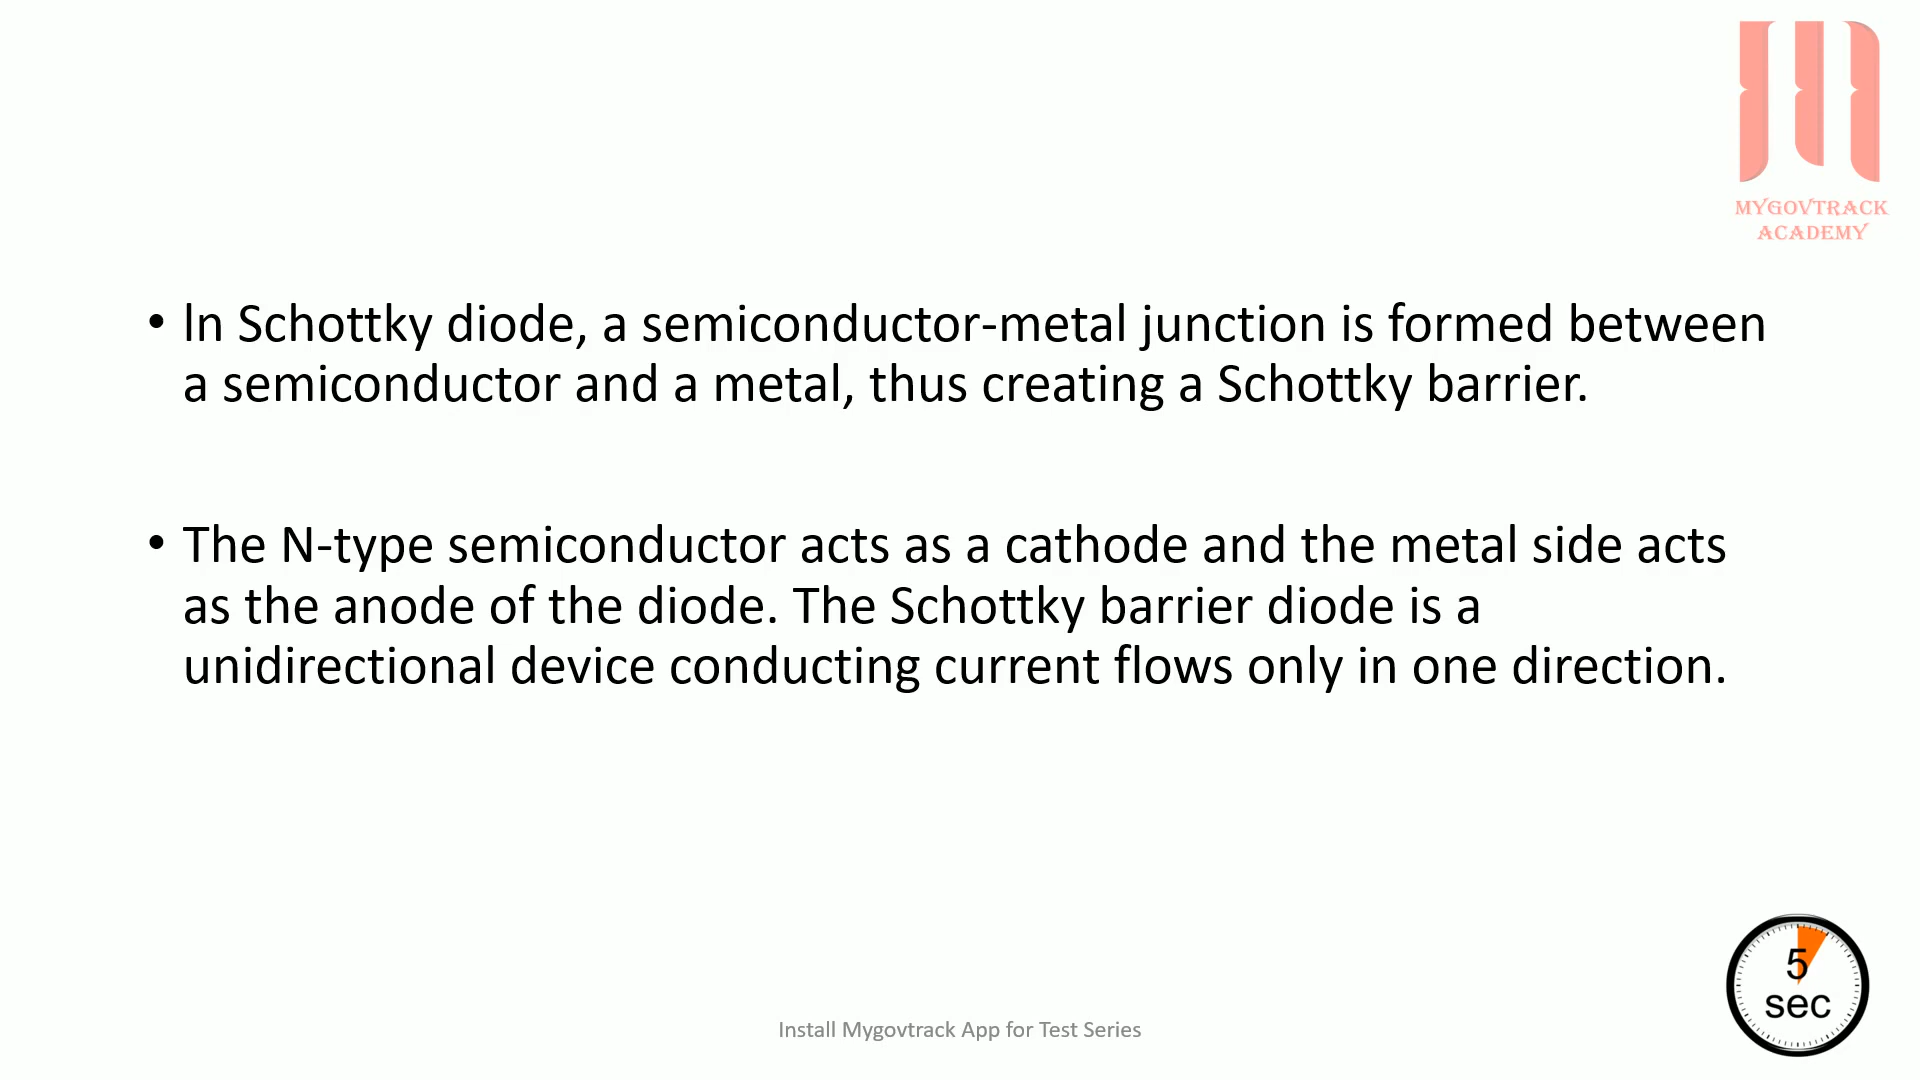 MYGOVTRACK
ACADEMY
• In Schottky diode, a semiconductor-metal junction is formed between
a semiconductor and a metal, thus creating a Schottky barrier.
• The N-type semiconductor acts as a cathode and the metal side acts
as the anode of the diode. The Schottky barrier diode is a
unidirectional device conducting current flows only in one direction.
5
sec
Install Mygovtrack App for Test Series